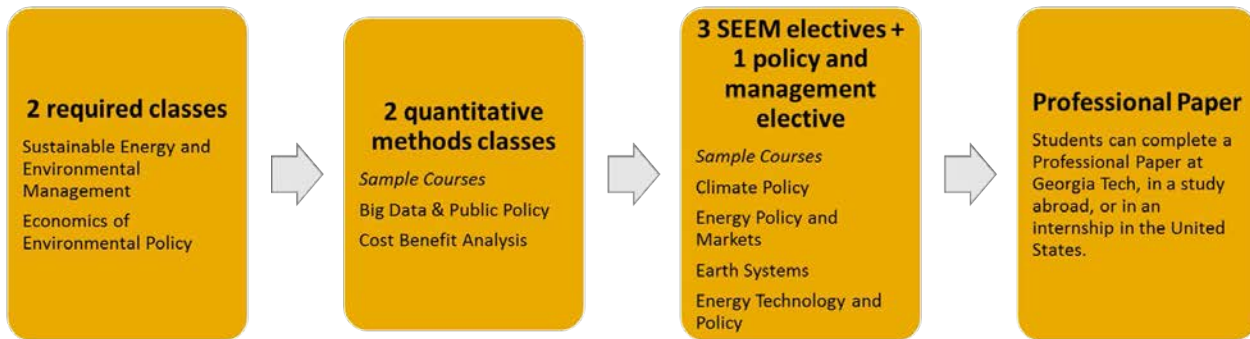 2 required classes
Sustainable Energy and
Environmental
Management
Economics of
Environmental Policy
2 quantitative
methods classes
Sample Courses
Big Data & Public Policy
Cost Benefit Analysis
3 SEEM electives +
1 policy and
management
elective
Sample Courses
Climate Policy
Energy Policy and
Markets
Earth Systems
Energy Technology and
Policy
Professional Paper
Students can complete a
Professional Paper at
Georgia Tech, in a study
abroad, or in an
internship in the United
States.